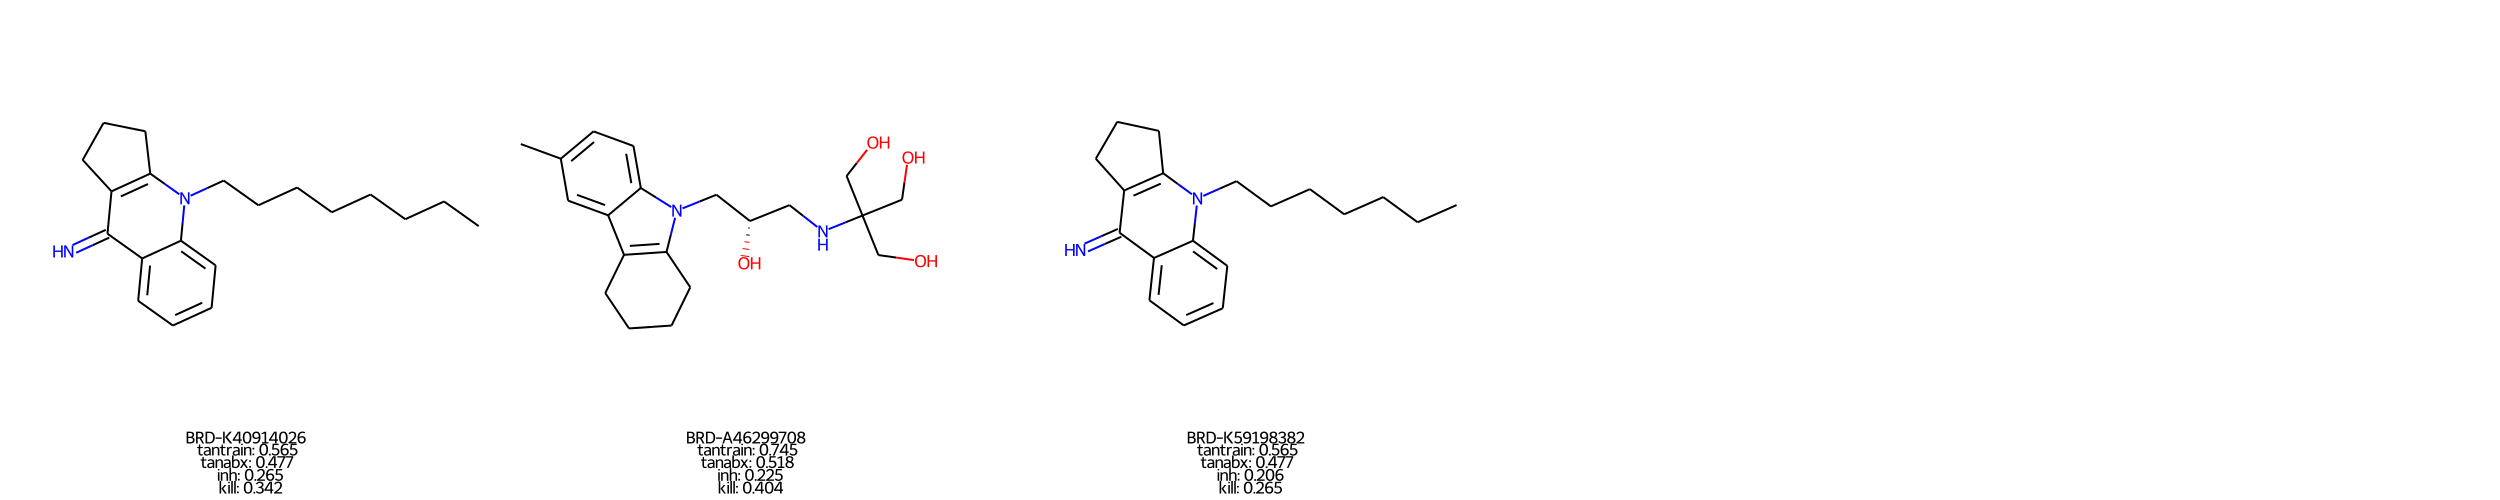 OH
OH
N
N
N
N
H
HN
HN
OH
OH
BRD-K40914026
tantrain: 0.565
tanabx: 0.477
inh: 0.265
kill: 0.342
BRD-A46299708
tantrain: 0.745
tanabx: 0.518
inh: 0.225
kill: 0.404
BRD-K59198382
tantrain: 0.565
tanabx: 0.477
inh: 0.206
kill: 0.265